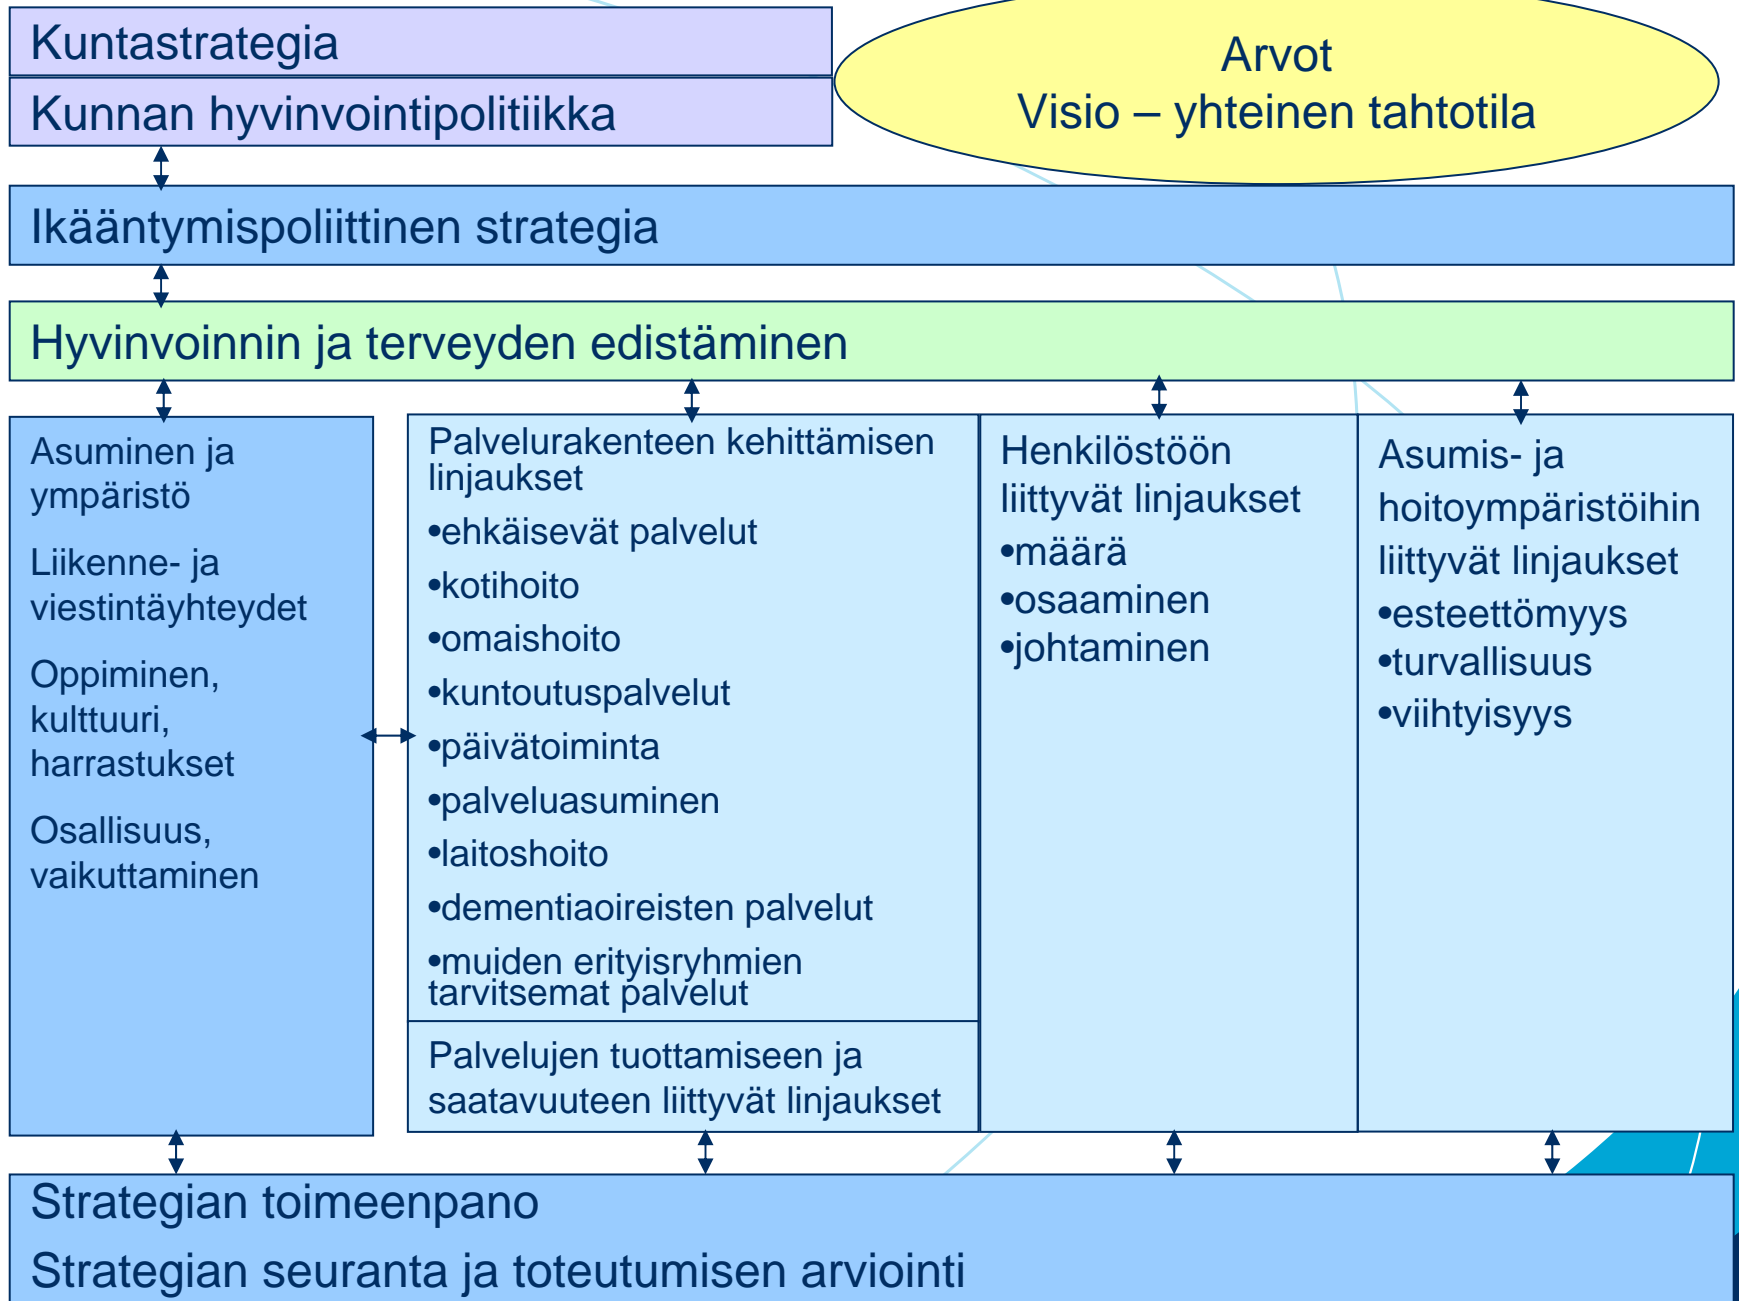 Kuntastrategia
Kunnan hyvinvointipolitiikka
Arvot
Visio – yhteinen tahtotila
Ikääntymispoliittinen strategia
Hyvinvoinnin ja terveyden edistäminen
Asuminen ja
ympäristö
Liikenne- ja
viestintäyhteydet
Oppiminen,
kulttuuri,
harrastukset
Osallisuus,
vaikuttaminen
Palvelurakenteen kehittämisen
linjaukset
•ehkäisevät palvelut
•kotihoito
•omaishoito
•kuntoutuspalvelut
•päivätoiminta
•palveluasuminen
•laitoshoito
•dementiaoireisten palvelut
•muiden erityisryhmien
tarvitsemat palvelut
Palvelujen tuottamiseen ja
saatavuuteen liittyvät linjaukset
Henkilöstöön
liittyvät linjaukset
•määrä
•osaaminen
•johtaminen
Asumis- ja
hoitoympäristöihin
liittyvät linjaukset
•esteettömyys
•turvallisuus
•viihtyisyys
Strategian toimeenpano
Strategian seuranta ja toteutumisen arviointi